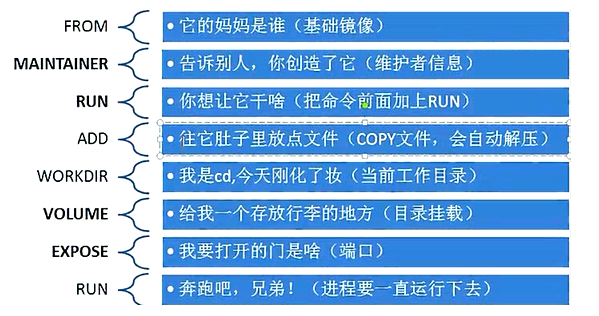 FROM
• 它的妈妈是谁（基础镜像）
MAINTAINER
• 告诉别人，你创造了它（维护者信息）
RUN
• 你想让它干啥（把命令前面加上RUN）
ADD
• 往它肚子里放点文件（COPY文件，会自动解压）
WORKDIR
• 我是cd,今天刚化了妆（当前工作目录）
VOLUME
• 给我一个存放行李的地方（目录挂载）
EXPOSE
• 我要打开的门是啥（端口）
RUN
• 奔跑吧，兄弟！（进程要一直运行下去）